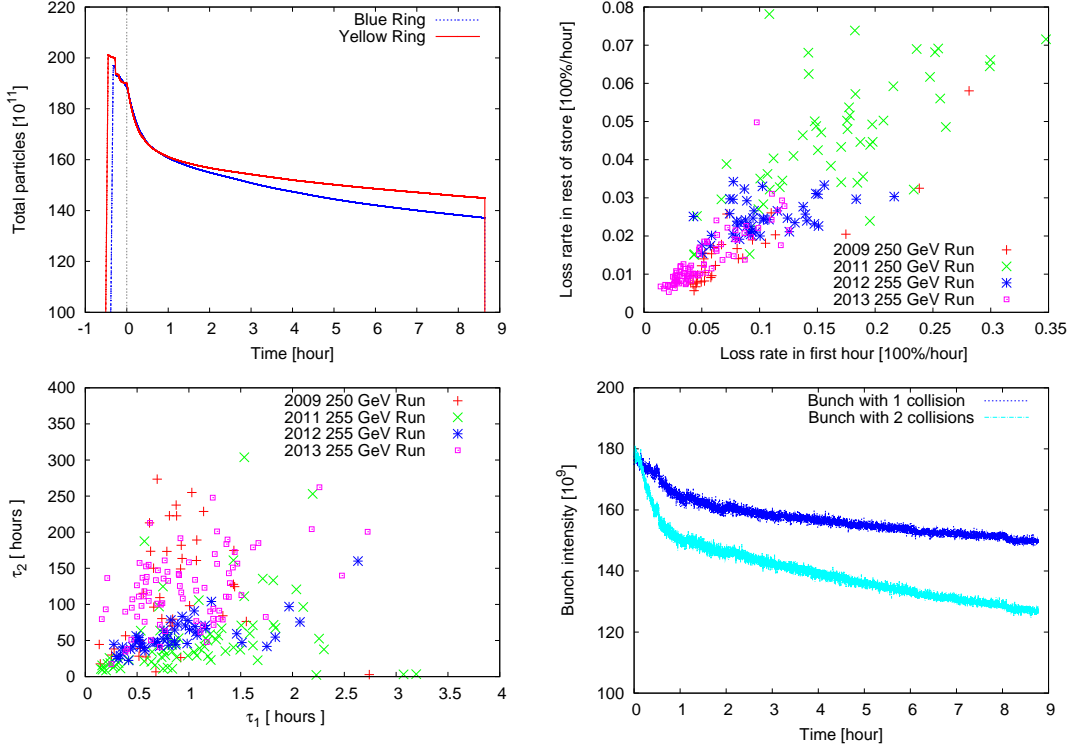 Blue Ring
Yellow Ring
220
200
180
160
140
120
100
Total particles [10^11]
-1 0 1 2 3 4 5 6 7 8 9
Time [hour]
0.08
0.07
0.06
0.05
0.04
0.03
0.02
0.01
0
Loss rarte in rest of store [100%/hour]
2009 250 GeV Run
2011 250 GeV Run
2012 255 GeV Run
2013 255 GeV Run
0 0.05 0.1 0.15 0.2 0.25 0.3 0.35
Loss rate in first hour [100%/hour]
400
350
300
250
200
150
100
50
0
τ2 [ hours ]
2009 250 GeV Run
2011 255 GeV Run
2012 255 GeV Run
2013 255 GeV Run
0 0.5 1 1.5 2 2.5 3 3.5 4
τ1 [ hours ]
200
180
160
140
120
100
Bunch intensity [10^9]
Bunch with 1 collision
Bunch with 2 collisions
0 1 2 3 4 5 6 7 8 9
Time [hour]